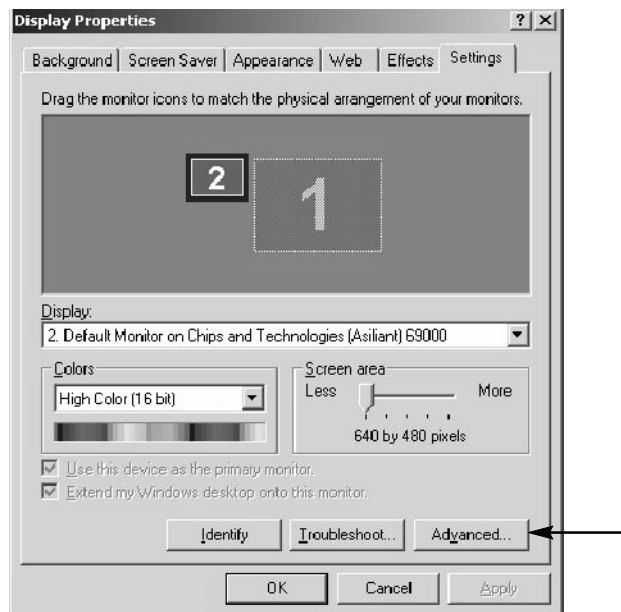 Display Properties
Background Screen Saver Appearance Web Effects Settings
Drag the monitor icons to match the physical arrangement of your monitors.
2 1
Display:
2. Default Monitor on Chips and Technologies (Asiliant) 69000
Colors Screen area
High Color (16 bit) Less More
640 by 480 pixels
Use this device as the primary monitor.
Extend my Windows desktop onto this monitor.
Identify Troubleshoot... Advanced...
OK Cancel Apply